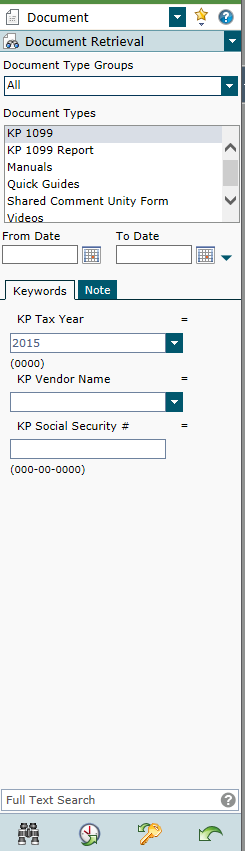 Document
Document Retrieval
Document Type Groups
All
Document Types
KP 1099
KP 1099 Report
Manuals
Quick Guides
Shared Comment Unity Form
Videos
From Date To Date
Keywords Note
KP Tax Year =
2015
(0000)
KP Vendor Name =
KP Social Security # =
(000-00-0000)
Full Text Search